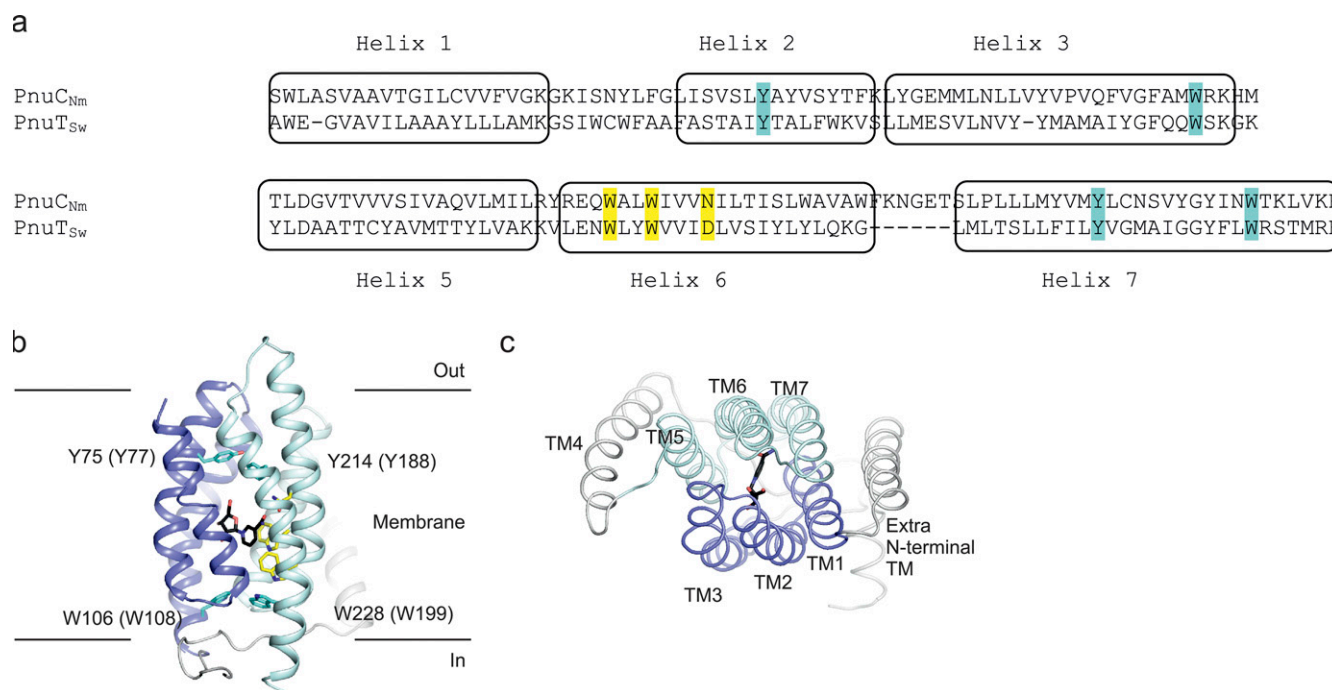 a
Helix 1 Helix 2 Helix 3
PnuCNm SWLASVAAVTGILCVVFVGKGKISNYLFGLISVSLYAYVSYTFKLYGEMMLNLLVYVPVQFVGFAMWRKHM
PnuTSw AWE-GVAVILAAAYLLLAMKGSIWCWFAAFASTAIYTALFWKVSLLMESVLNVY-YMAMAIYGFQQWSKGK
PnuCNm TLDGVTVVVSIVAQVLMILRYREQWALWIVVNILTISLWAVAWFKNGETSLPLLLMYVMYLCNSVYGYINWTKLVK
PnuTSw YLDAATTCYAVMTTYLVAKKVLENWLYWVVIDLVSIYLYLQKG------LMLTSLLFILYVGMAIGGYFLWRSTMR
Helix 5 Helix 6 Helix 7
b
Out
Y75 (Y77)
Y214 (Y188)
Membrane
W106 (W108)
W228 (W199)
In
c
TM6 TM7
TM4 TM5
Extra
N-terminal
TM
TM1
TM2
TM3